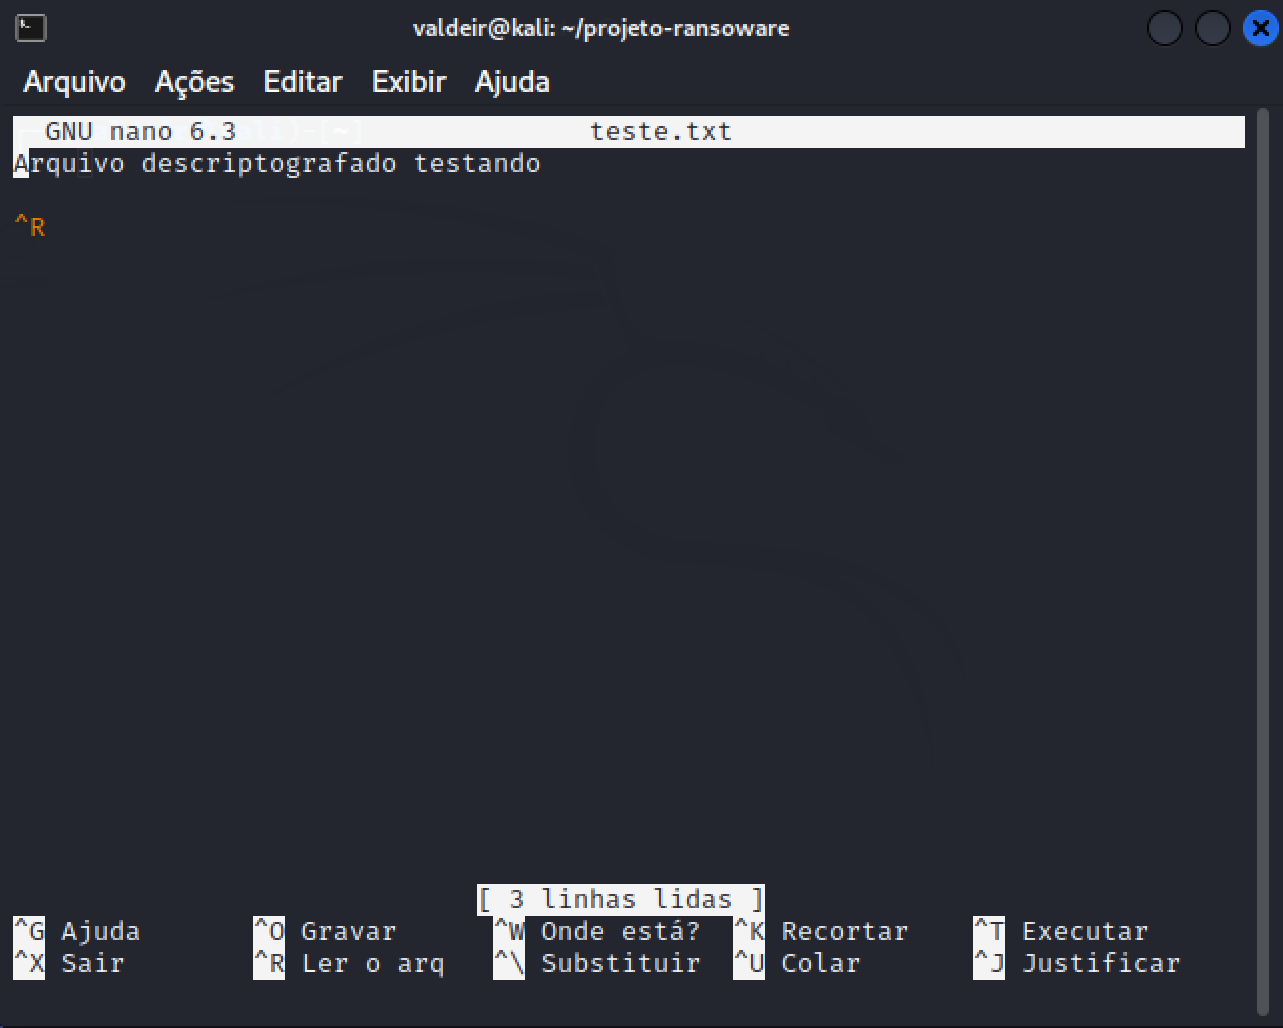 valdeir@kali: ~/projeto-ransoware
Arquivo Ações Editar Exibir Ajuda
GNU nano 6.3 teste.txt
Arquivo descriptografado testando
^R
[ 3 linhas lidas ]
^G Ajuda ^O Gravar ^W Onde está? ^K Recortar ^T Executar
^X Sair ^R Ler o arq ^\ Substituir ^U Colar ^J Justificar